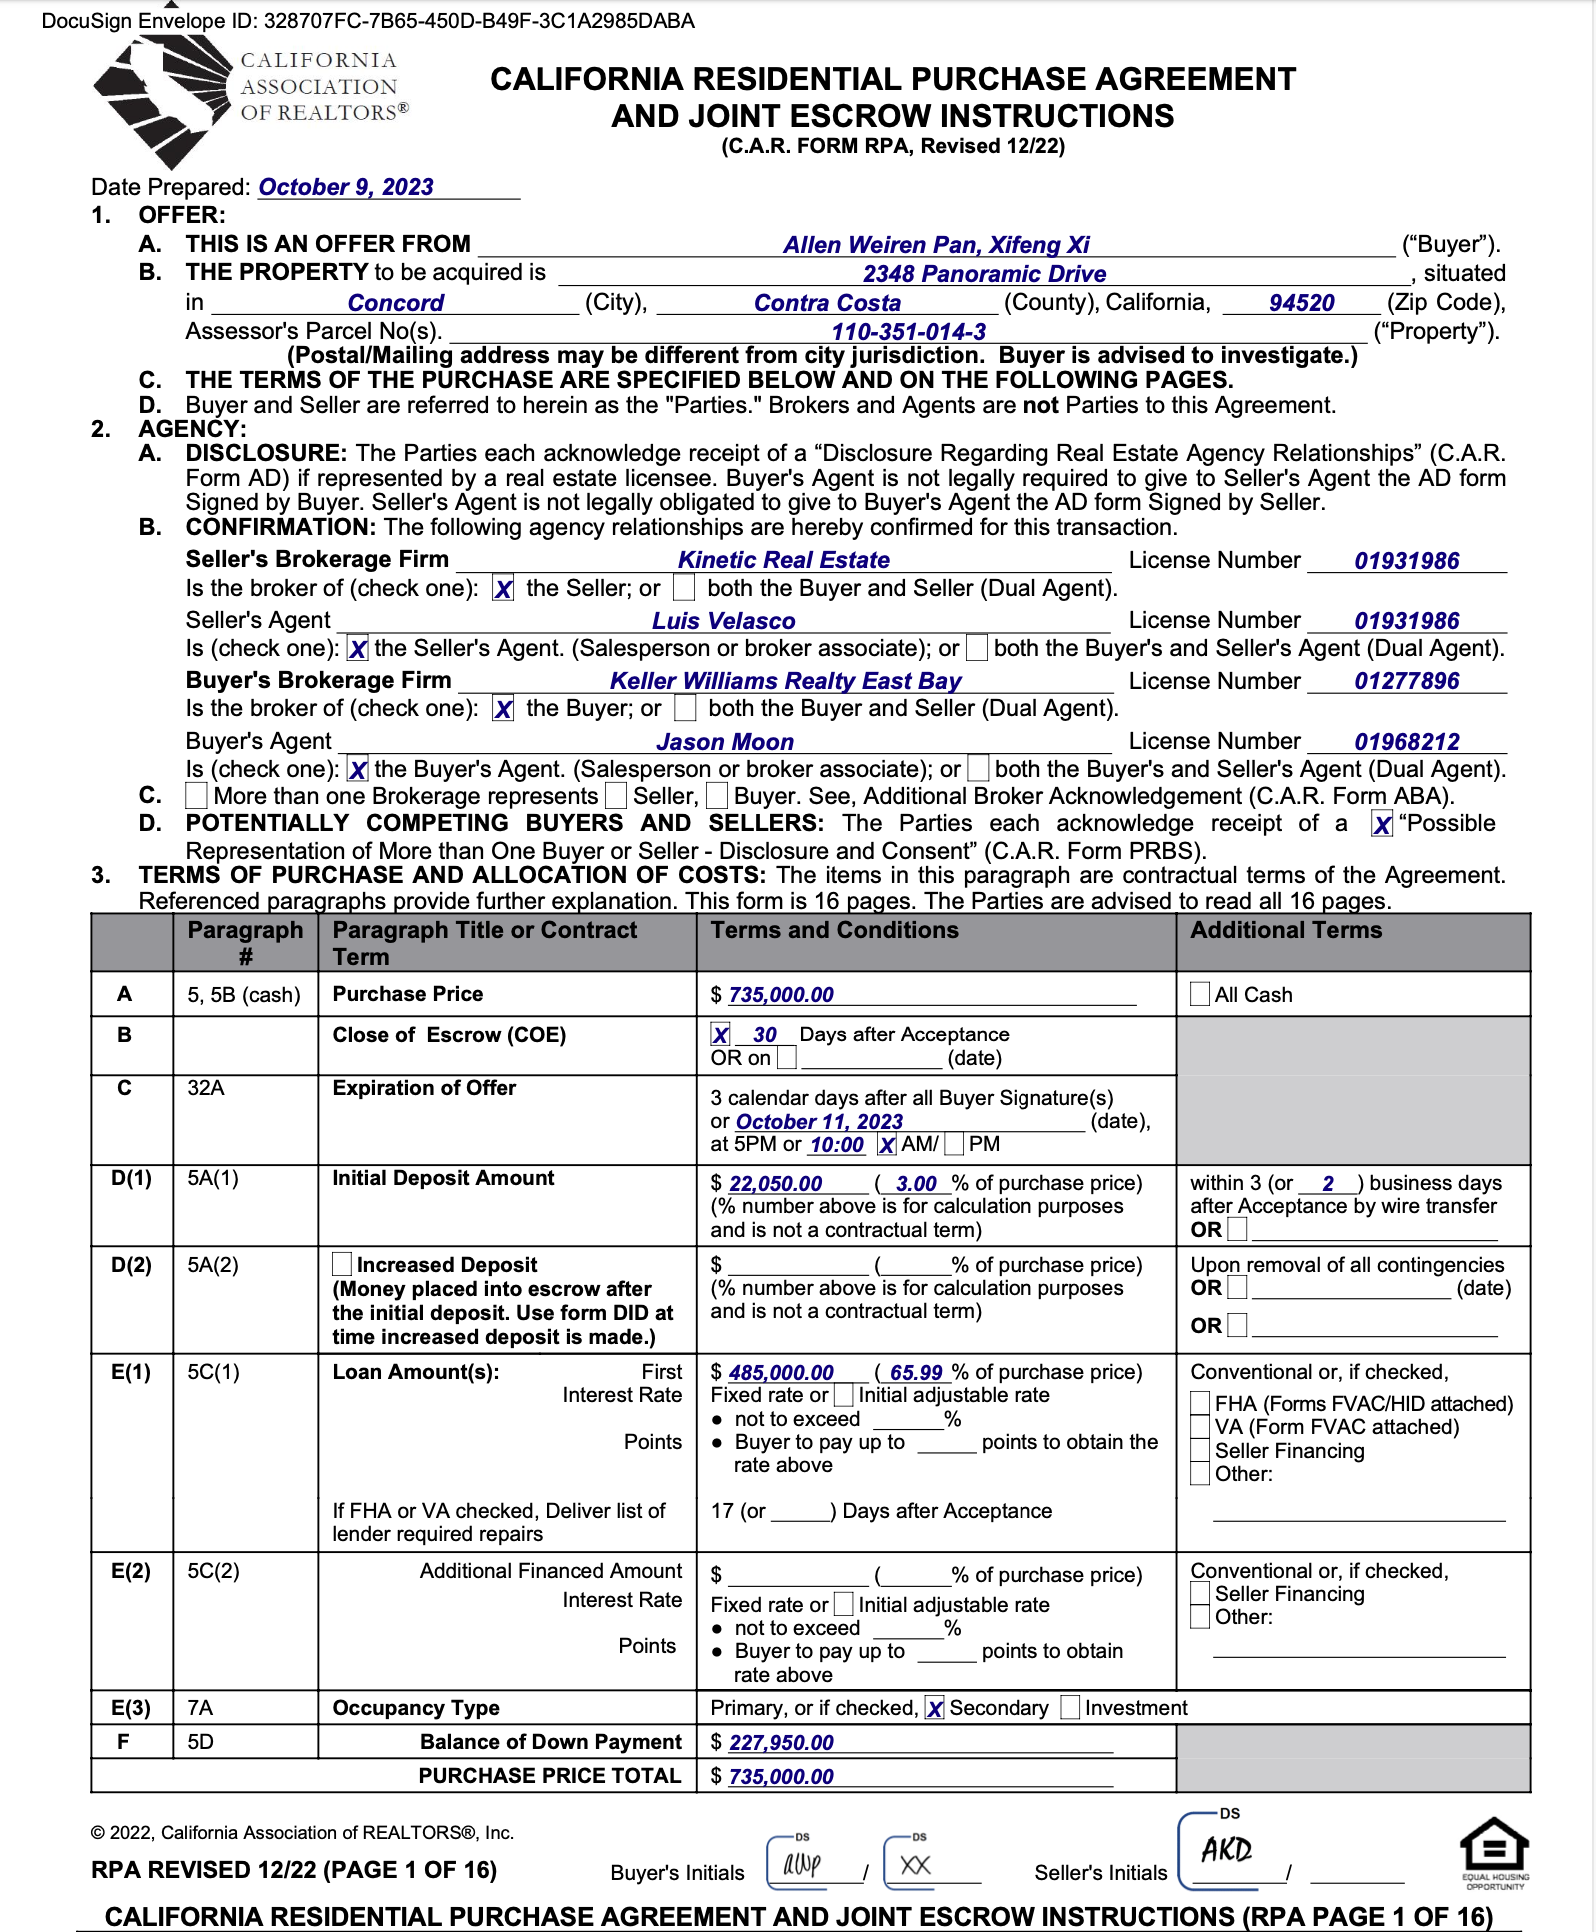 DocuSign Envelope ID: 328707FC-7B65-450D-B49F-3C1A2985DABA
CALIFORNIA
ASSOCIATION
OF REALTORS®
CALIFORNIA RESIDENTIAL PURCHASE AGREEMENT
AND JOINT ESCROW INSTRUCTIONS
(C.A.R. FORM RPA, Revised 12/22)
Date Prepared: October 9, 2023
1. OFFER:
A. THIS IS AN OFFER FROM Allen Weiren Pan, Xifeng Xi (“Buyer”).
B. THE PROPERTY to be acquired is 2348 Panoramic Drive, situated
in Concord (City), Contra Costa (County), California, 94520 (Zip Code),
Assessor's Parcel No(s). 110-351-014-3 (“Property”).
(Postal/Mailing address may be different from city jurisdiction. Buyer is advised to investigate.)
C. THE TERMS OF THE PURCHASE ARE SPECIFIED BELOW AND ON THE FOLLOWING PAGES.
D. Buyer and Seller are referred to herein as the "Parties." Brokers and Agents are not Parties to this Agreement.
2. AGENCY:
A. DISCLOSURE: The Parties each acknowledge receipt of a “Disclosure Regarding Real Estate Agency Relationships” (C.A.R.
Form AD) if represented by a real estate licensee. Buyer's Agent is not legally required to give to Seller's Agent the AD form
Signed by Buyer. Seller's Agent is not legally obligated to give to Buyer's Agent the AD form Signed by Seller.
B. CONFIRMATION: The following agency relationships are hereby confirmed for this transaction.
Seller's Brokerage Firm Kinetic Real Estate License Number 01931986
Is the broker of (check one): X the Seller; or both the Buyer and Seller (Dual Agent).
Seller's Agent Luis Velasco License Number 01931986
Is (check one): X the Seller's Agent. (Salesperson or broker associate); or both the Buyer's and Seller's Agent (Dual Agent).
Buyer's Brokerage Firm Keller Williams Realty East Bay License Number 01277896
Is the broker of (check one): X the Buyer; or both the Buyer and Seller (Dual Agent).
Buyer's Agent Jason Moon License Number 01968212
Is (check one): X the Buyer's Agent. (Salesperson or broker associate); or both the Buyer's and Seller's Agent (Dual Agent).
C. More than one Brokerage represents Seller, Buyer. See, Additional Broker Acknowledgement (C.A.R. Form ABA).
D. POTENTIALLY COMPETING BUYERS AND SELLERS: The Parties each acknowledge receipt of a X “Possible
Representation of More than One Buyer or Seller - Disclosure and Consent” (C.A.R. Form PRBS).
3. TERMS OF PURCHASE AND ALLOCATION OF COSTS: The items in this paragraph are contractual terms of the Agreement.
Referenced paragraphs provide further explanation. This form is 16 pages. The Parties are advised to read all 16 pages.
Paragraph # Paragraph Title or Contract Term Terms and Conditions Additional Terms
A 5, 5B (cash) Purchase Price $ 735,000.00 All Cash
B Close of Escrow (COE) X 30 Days after Acceptance
OR on (date)
C 32A Expiration of Offer 3 calendar days after all Buyer Signature(s)
or October 11, 2023 (date),
at 5PM or 10:00 X AM/ PM
D(1) 5A(1) Initial Deposit Amount $ 22,050.00 ( 3.00 % of purchase price) within 3 (or 2 ) business days
(% number above is for calculation purposes after Acceptance by wire transfer
and is not a contractual term) OR
D(2) 5A(2) Increased Deposit $ ( % of purchase price) Upon removal of all contingencies
(Money placed into escrow after (% number above is for calculation purposes OR (date)
the initial deposit. Use form DID at and is not a contractual term)
time increased deposit is made.) OR
E(1) 5C(1) Loan Amount(s): First $ 485,000.00 ( 65.99 % of purchase price) Conventional or, if checked,
Interest Rate Fixed rate or Initial adjustable rate FHA (Forms FVAC/HID attached)
• not to exceed % VA (Form FVAC attached)
Points • Buyer to pay up to points to obtain the Seller Financing
rate above Other:
If FHA or VA checked, Deliver list of 17 (or ) Days after Acceptance
lender required repairs
E(2) 5C(2) Additional Financed Amount $ ( % of purchase price) Conventional or, if checked,
Interest Rate Fixed rate or Initial adjustable rate Seller Financing
• not to exceed % Other:
Points • Buyer to pay up to points to obtain
rate above
E(3) 7A Occupancy Type Primary, or if checked, X Secondary Investment
F 5D Balance of Down Payment $ 227,950.00
PURCHASE PRICE TOTAL $ 735,000.00
© 2022, California Association of REALTORS®, Inc.
RPA REVISED 12/22 (PAGE 1 OF 16) Buyer's Initials DS AWP / DS XX Seller's Initials DS AKD /
EQUAL HOUSING
OPPORTUNITY
CALIFORNIA RESIDENTIAL PURCHASE AGREEMENT AND JOINT ESCROW INSTRUCTIONS (RPA PAGE 1 OF 16)